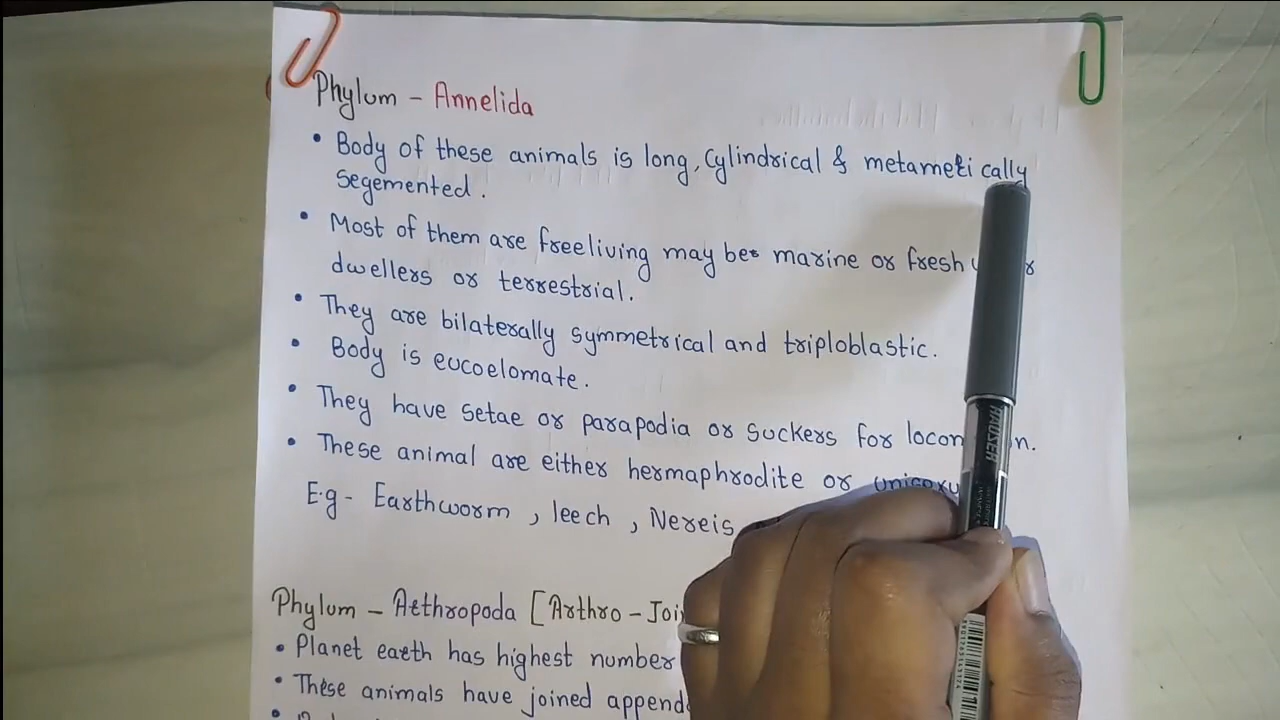 Phylum - Annelida
• Body of these animals is long, Cylindrical & metameti cally
segemented.
• Most of them are freeliving may be marine or fresh
dwellers or terrestrial.
• They are bilaterally symmetrical and triploblastic.
• Body is eucoelomate.
• They have setae or parapodia or suckers for
• These animal are either hermaphrodite or
E.g - Earthworm , leech , Nereis
Phylum - Aethropoda [Arthro -
• Planet earth has highest number
• These animals have joined
HAUSER